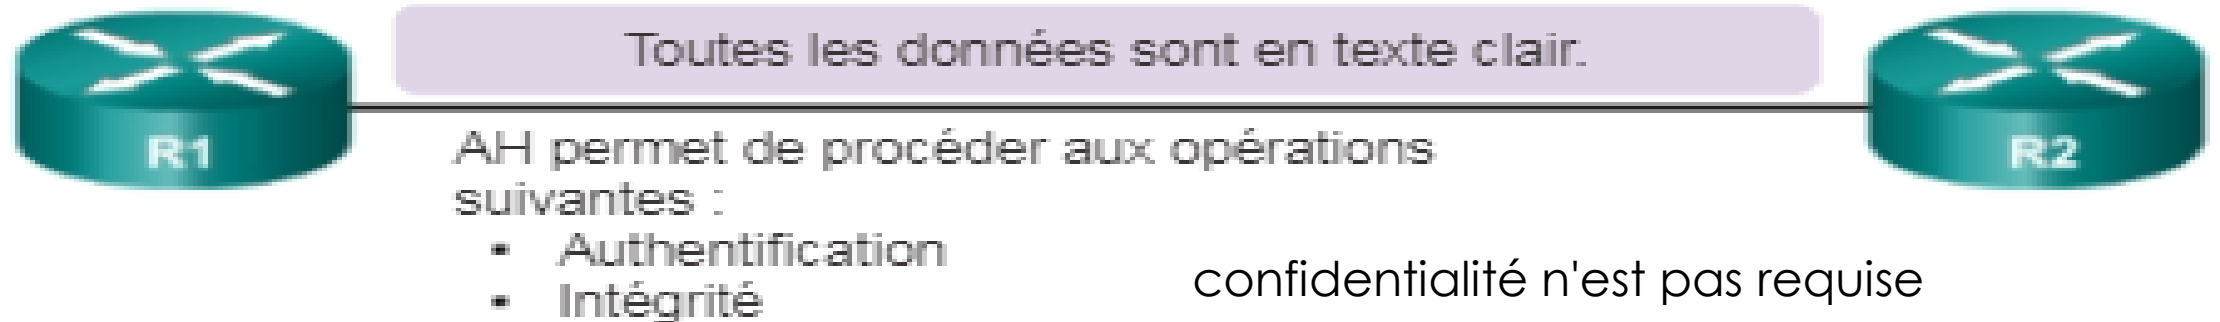 Toutes les données sont en texte clair.
R1
R2
AH permet de procéder aux opérations
suivantes :
▪ Authentification
▪ Intégrité
confidentialité n'est pas requise